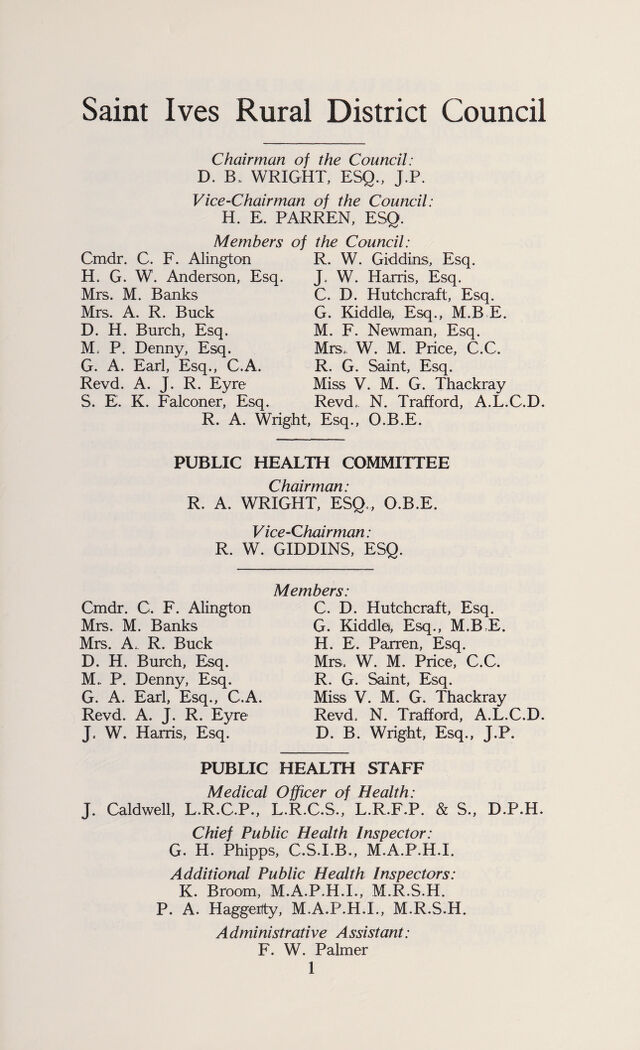 Saint Ives Rural District Council
Chairman of the Council:
D. B. WRIGHT, ESQ., J.P.
Vice-Chairman of the Council:
H. E. PARREN, ESQ.
Members of the Council:
Cmdr. C. F. Alington R. W. Giddins, Esq.
H. G. W. Anderson, Esq. J. W. Harris, Esq.
Mrs. M. Banks C. D. Hutchcraft, Esq.
Mrs. A. R. Buck G. Kiddle, Esq., M.B.E.
D. H. Burch, Esq. M. F. Newman, Esq.
M. P. Denny, Esq. Mrs. W. M. Price, C.C.
G. A. Earl, Esq., C.A. R. G. Saint, Esq.
Revd. A. J. R. Eyre Miss V. M. G. Thackray
S. E. K. Falconer, Esq. Revd. N. Trafford, A.L.C.D.
R. A. Wright, Esq., O.B.E.
PUBLIC HEALTH COMMITTEE
Chairman:
R. A. WRIGHT, ESQ., O.B.E.
Vice-Chairman:
R. W. GIDDINS, ESQ.
Members:
Cmdr. C. F. Alington C. D. Hutchcraft, Esq.
Mrs. M. Banks G. Kiddle, Esq., M.B.E.
Mrs. A. R. Buck H. E. Parren, Esq.
D. H. Burch, Esq. Mrs. W. M. Price, C.C.
M. P. Denny, Esq. R. G. Saint, Esq.
G. A. Earl, Esq., C.A. Miss V. M. G. Thackray
Revd. A. J. R. Eyre Revd. N. Trafford, A.L.C.D.
J. W. Harris, Esq. D. B. Wright, Esq., J.P.
PUBLIC HEALTH STAFF
Medical Officer of Health:
J. Caldwell, L.R.C.P., L.R.C.S., L.R.F.P. & S., D.P.H.
Chief Public Health Inspector:
G. H. Phipps, C.S.I.B., M.A.P.H.I.
Additional Public Health Inspectors:
K. Broom, M.A.P.H.I., M.R.S.H.
P. A. Haggerty, M.A.P.H.I., M.R.S.H.
Administrative Assistant:
F. W. Palmer
1